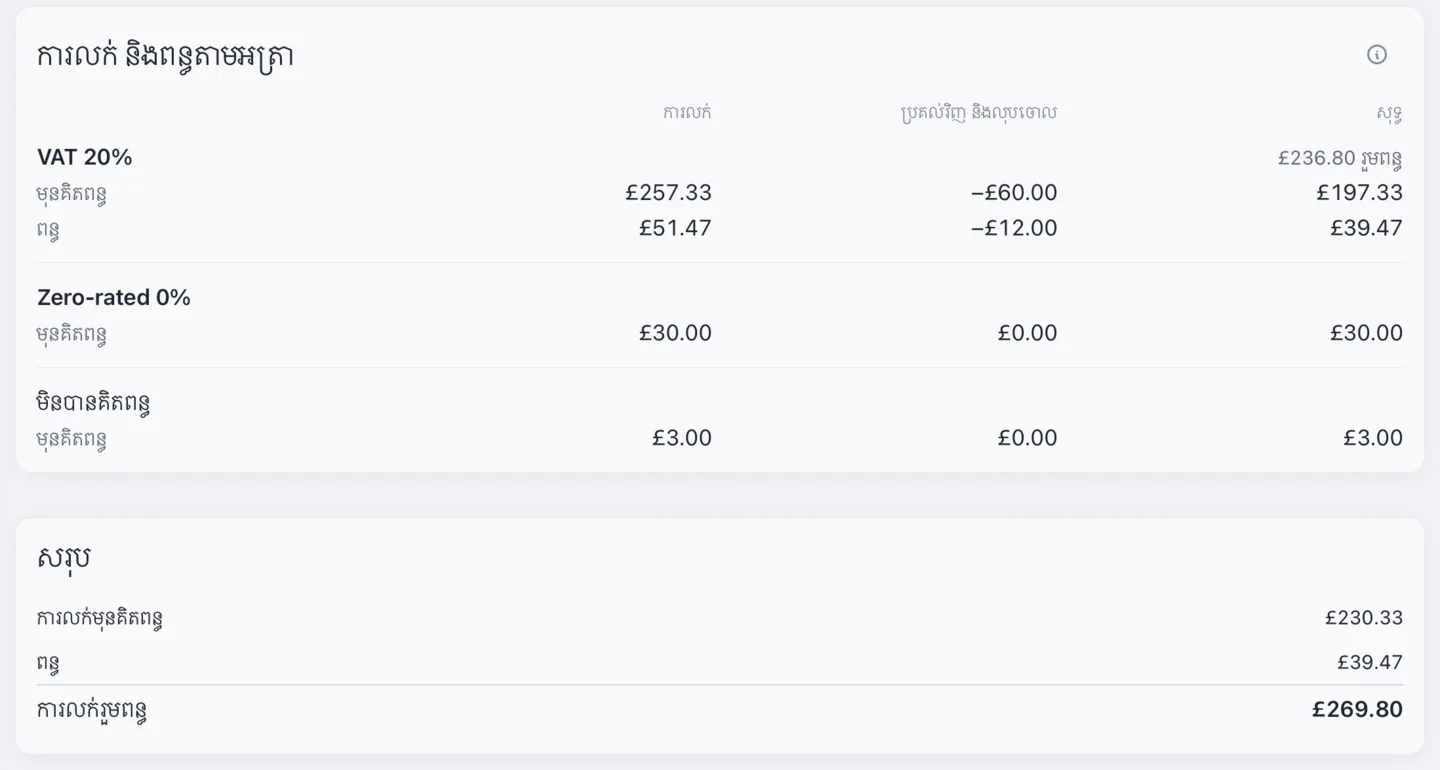 ការលក់ និងពន្ធតាមអត្រា
ការលក់ ប្រគល់វិញ និងលុបចោល សុទ្ធ
VAT 20% £236.80 រួមពន្ធ
មុនគិតពន្ធ £257.33 −£60.00 £197.33
ពន្ធ £51.47 −£12.00 £39.47
Zero-rated 0%
មុនគិតពន្ធ £30.00 £0.00 £30.00
មិនបានគិតពន្ធ
មុនគិតពន្ធ £3.00 £0.00 £3.00
សរុប
ការលក់មុនគិតពន្ធ £230.33
ពន្ធ £39.47
ការលក់រួមពន្ធ £269.80